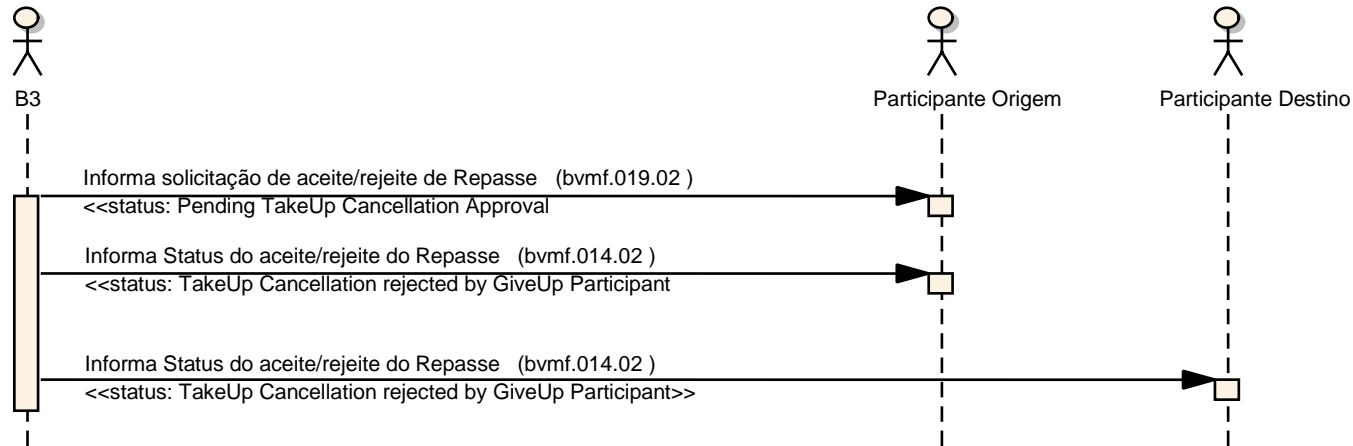 B3
Participante Origem
Participante Destino
Informa solicitação de aceite/rejeite de Repasse (bvmf.019.02 )
<<status: Pending TakeUp Cancellation Approval
Informa Status do aceite/rejeite do Repasse (bvmf.014.02 )
<<status: TakeUp Cancellation rejected by GiveUp Participant
Informa Status do aceite/rejeite do Repasse (bvmf.014.02 )
<<status: TakeUp Cancellation rejected by GiveUp Participant>>